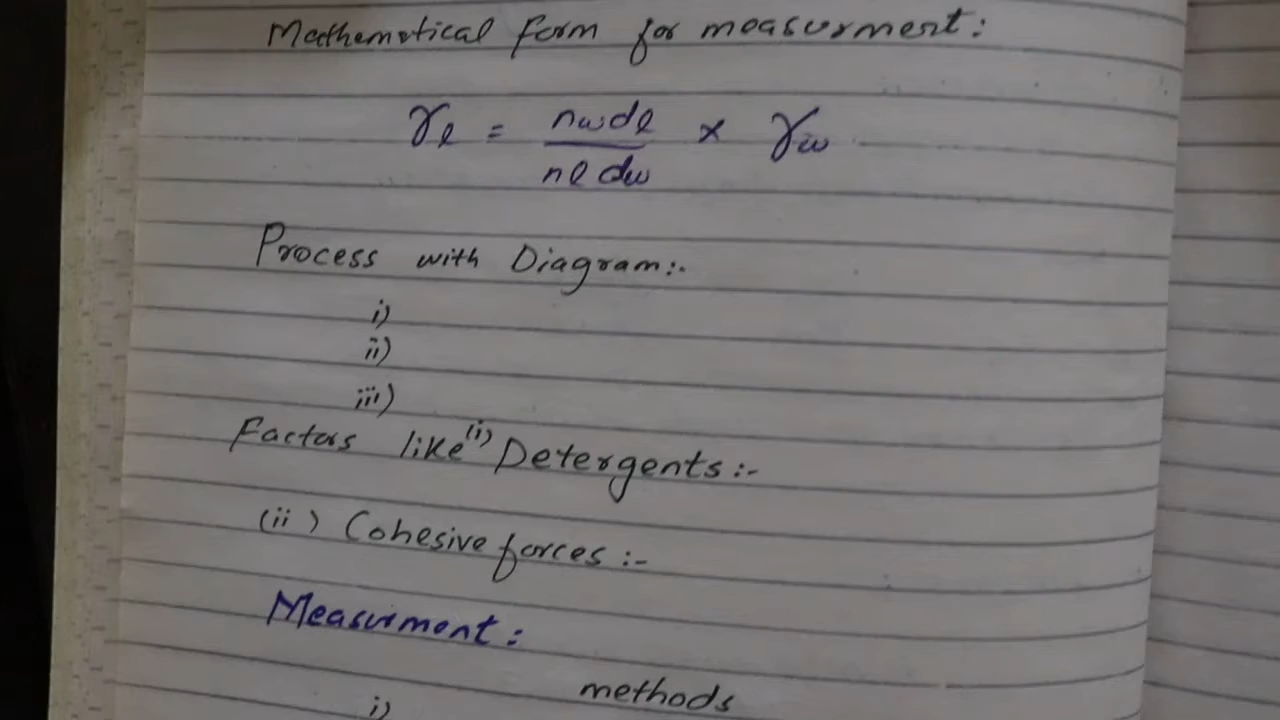 Mathematical form for measurment:
γl = nwdl / nl dw × γw
Process with Diagram:-
i)
ii)
iii)
Factors like (i) Detergents:-
(ii) Cohesive forces:-
Measurment:
methods
i)